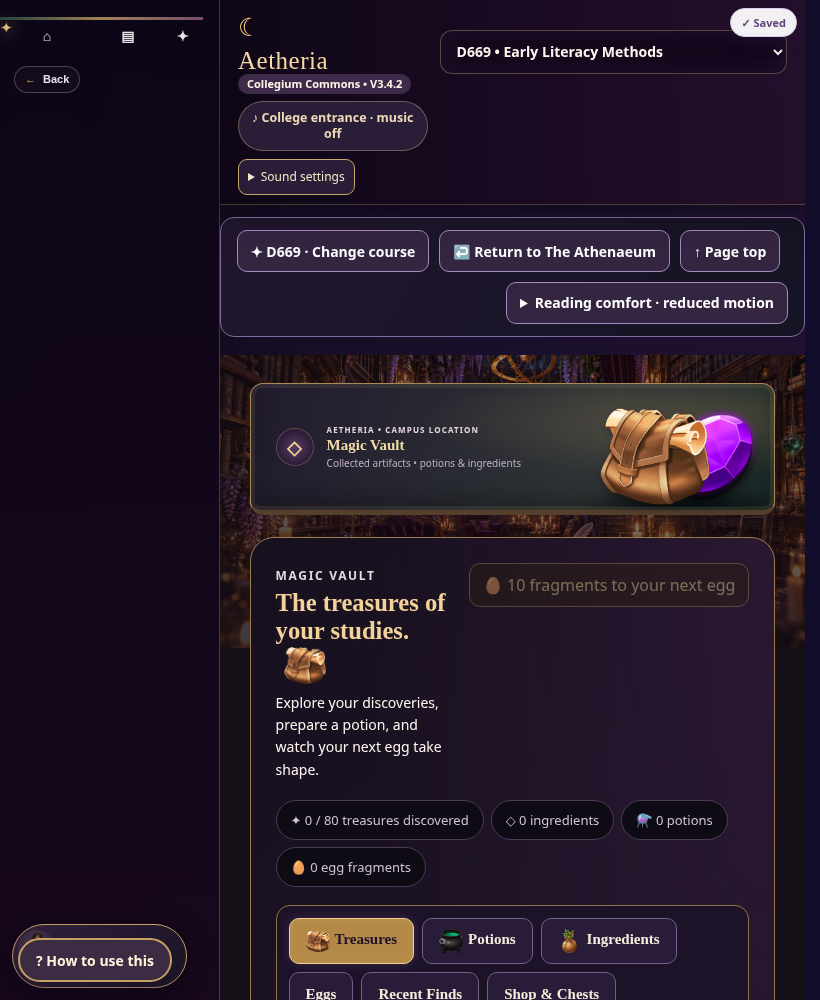 ← Back
Aetheria
Collegium Commons • V3.4.2
♪ College entrance · music
off
▶ Sound settings
D669 • Early Literacy Methods
✓ Saved
✦ D669 · Change course
↩️ Return to The Athenaeum
↑ Page top
▶ Reading comfort · reduced motion
AETHERIA • CAMPUS LOCATION
Magic Vault
Collected artifacts • potions & ingredients
MAGIC VAULT
The treasures of
your studies.
🥚 10 fragments to your next egg
Explore your discoveries,
prepare a potion, and
watch your next egg take
shape.
✦ 0 / 80 treasures discovered
◇ 0 ingredients
⚗️ 0 potions
🥚 0 egg fragments
Treasures
Potions
Ingredients
Eggs
Recent Finds
Shop & Chests
? How to use this